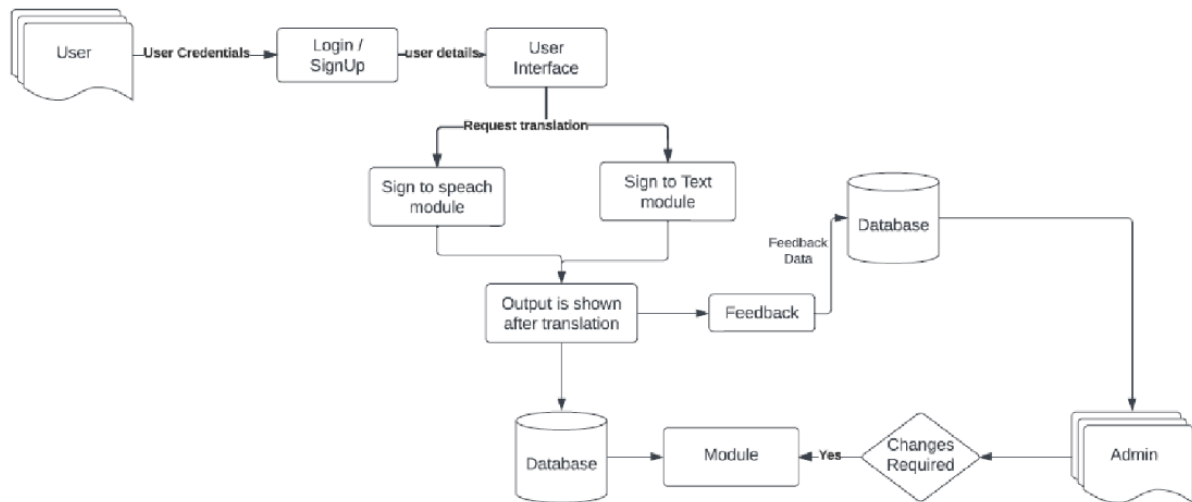 User
User Credentials
Login /
SignUp
user details
User
Interface
Request translation
Sign to speach
module
Sign to Text
module
Database
Feedback
Data
Output is shown
after translation
Feedback
Database
Module
Yes
Changes
Required
Admin